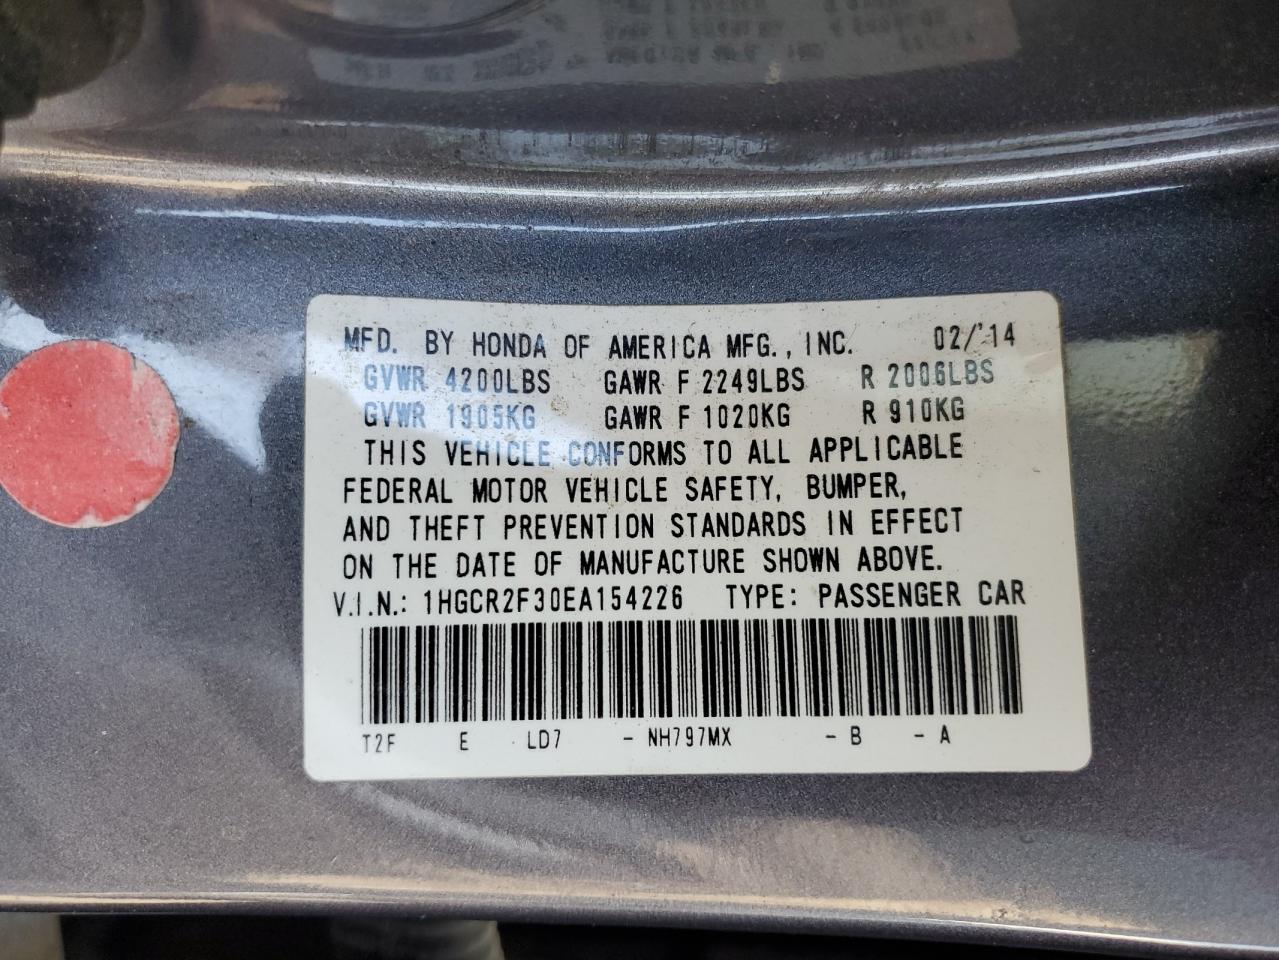 MFD. BY HONDA OF AMERICA MFG., INC. 02/'14
GVWR 4200LBS GAWR F 2249LBS R 2006LBS
GVWR 1905KG GAWR F 1020KG R 910KG
THIS VEHICLE CONFORMS TO ALL APPLICABLE
FEDERAL MOTOR VEHICLE SAFETY, BUMPER,
AND THEFT PREVENTION STANDARDS IN EFFECT
ON THE DATE OF MANUFACTURE SHOWN ABOVE.
V.I.N.: 1HGCR2F30EA154226 TYPE: PASSENGER CAR
T2F E LD7 - NH797MX - B - A